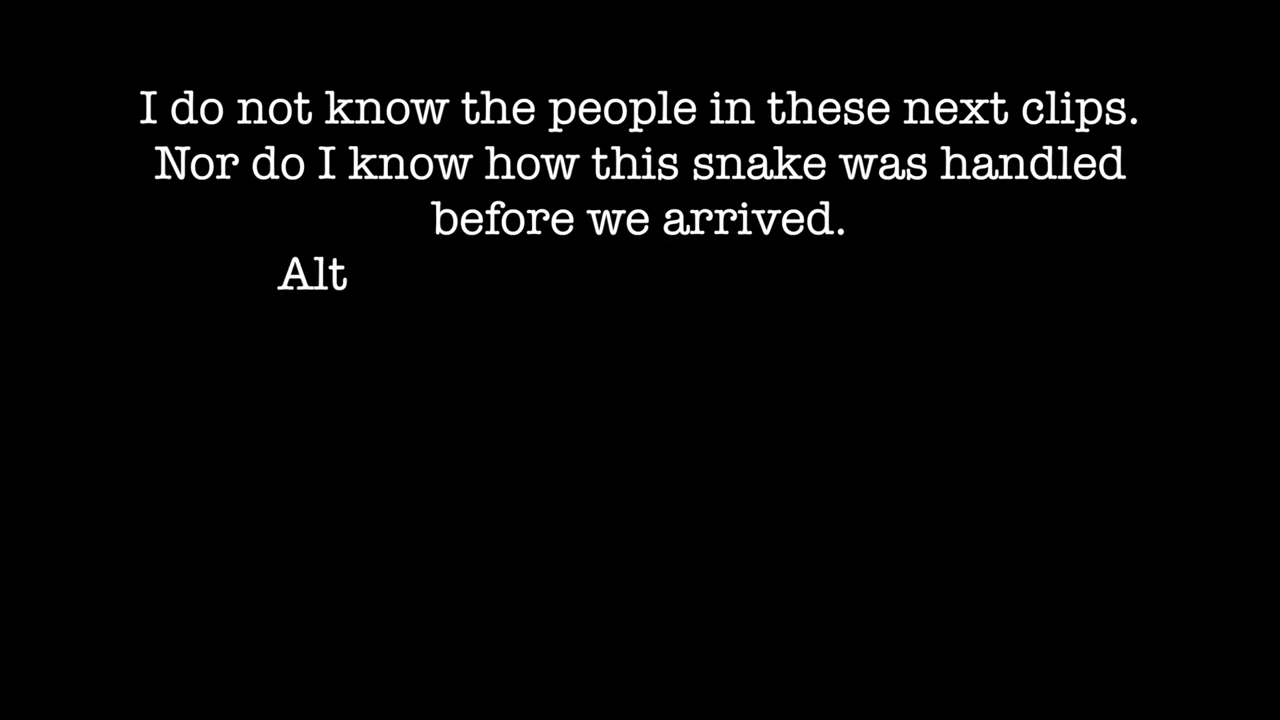 I do not know the people in these next clips.
Nor do I know how this snake was handled
before we arrived.
Alt